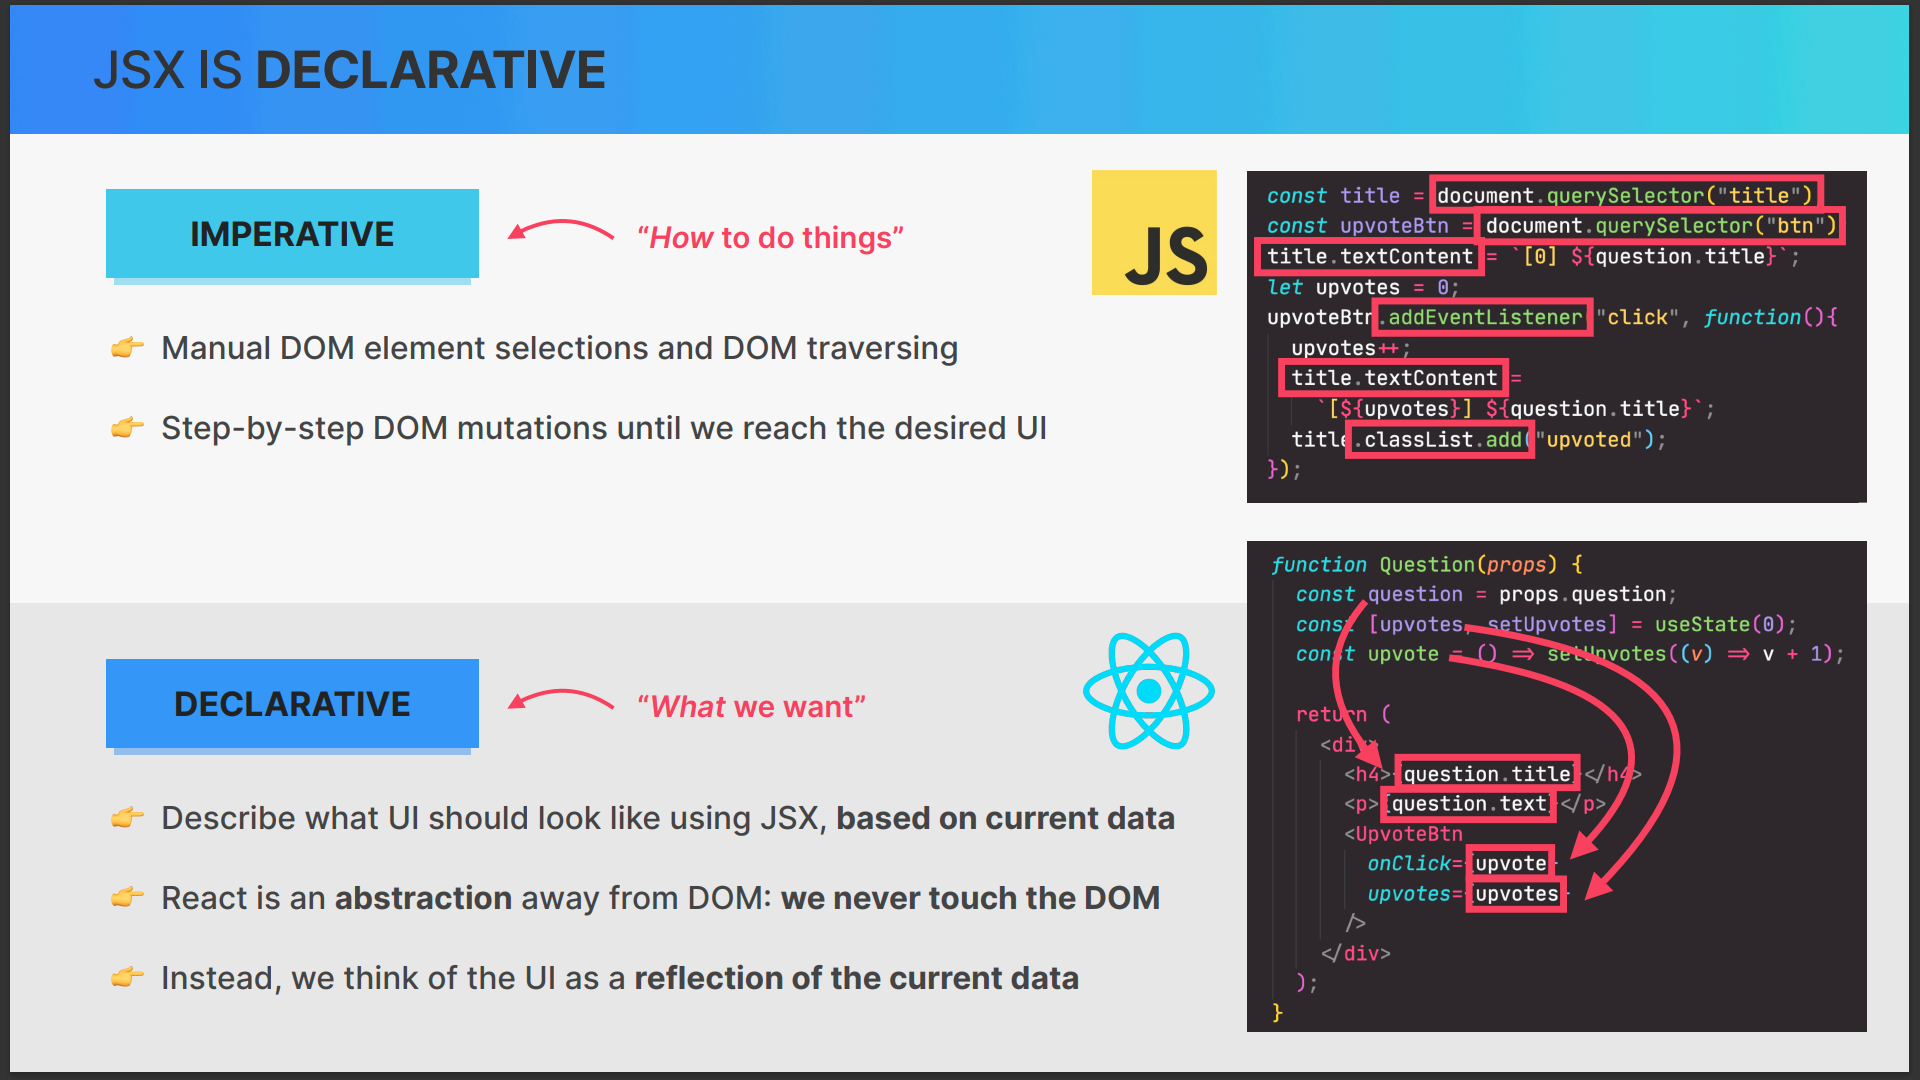 JSX IS DECLARATIVE
IMPERATIVE
“How to do things”
👉 Manual DOM element selections and DOM traversing
👉 Step-by-step DOM mutations until we reach the desired UI
JS
const title = document.querySelector("title")
const upvoteBtn = document.querySelector("btn")
title.textContent = `[0] ${question.title}`;
let upvotes = 0;
upvoteBtn.addEventListener("click", function(){
upvotes++;
title.textContent =
`[${upvotes}] ${question.title}`;
title.classList.add("upvoted");
});
DECLARATIVE
“What we want”
👉 Describe what UI should look like using JSX, based on current data
👉 React is an abstraction away from DOM: we never touch the DOM
👉 Instead, we think of the UI as a reflection of the current data
function Question(props) {
const question = props.question;
const [upvotes, setUpvotes] = useState(0);
const upvote = () => setUpvotes((v) => v + 1);
return (
<div>
<h4>{question.title}</h4>
<p>{question.text}</p>
<UpvoteBtn
onClick={upvote}
upvotes={upvotes}
/>
</div>
);
}